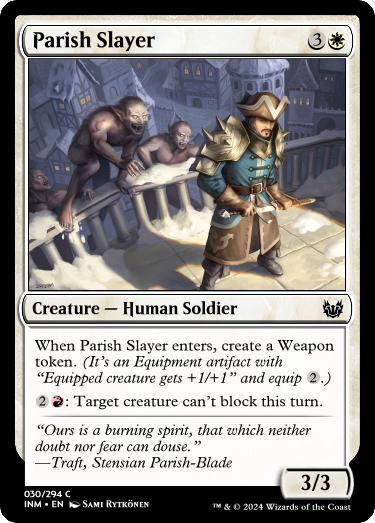 Parish Slayer 3
Creature — Human Soldier
When Parish Slayer enters, create a Weapon
token. (It's an Equipment artifact with
“Equipped creature gets +1/+1” and equip 2.)
2R: Target creature can't block this turn.
“Ours is a burning spirit, that which neither
doubt nor fear can douse.”
—Traft, Stensian Parish-Blade
3/3
030/294 C
INM • EN Sami Rytkönen
™ & © 2024 Wizards of the Coast